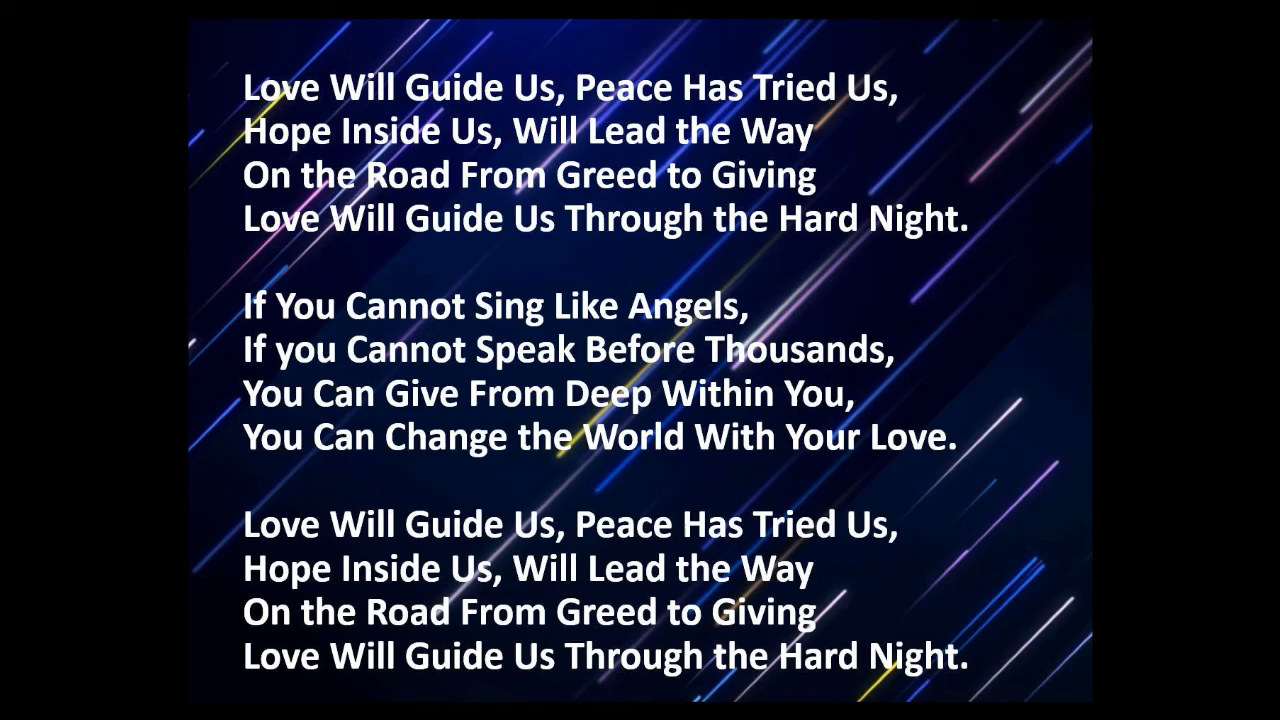 Love Will Guide Us, Peace Has Tried Us,
Hope Inside Us, Will Lead the Way
On the Road From Greed to Giving
Love Will Guide Us Through the Hard Night.
If You Cannot Sing Like Angels,
If you Cannot Speak Before Thousands,
You Can Give From Deep Within You,
You Can Change the World With Your Love.
Love Will Guide Us, Peace Has Tried Us,
Hope Inside Us, Will Lead the Way
On the Road From Greed to Giving
Love Will Guide Us Through the Hard Night.